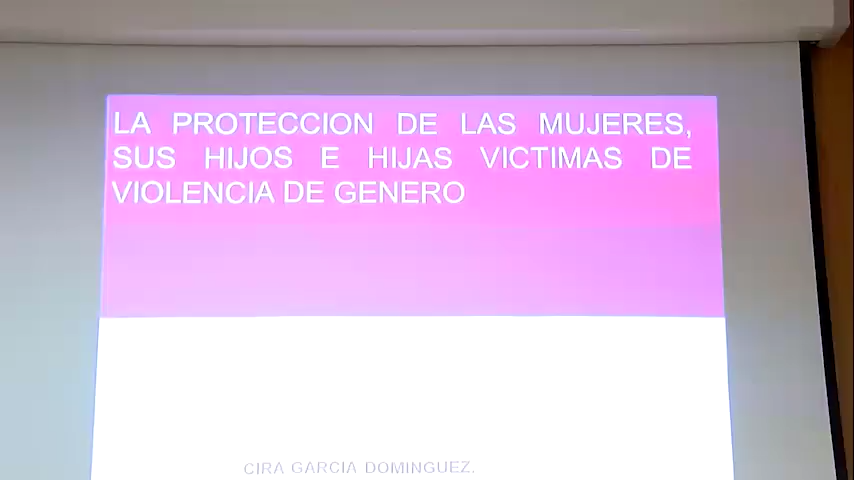 LA PROTECCION DE LAS MUJERES,
SUS HIJOS E HIJAS VICTIMAS DE
VIOLENCIA DE GENERO
CIRA GARCIA DOMINGUEZ.